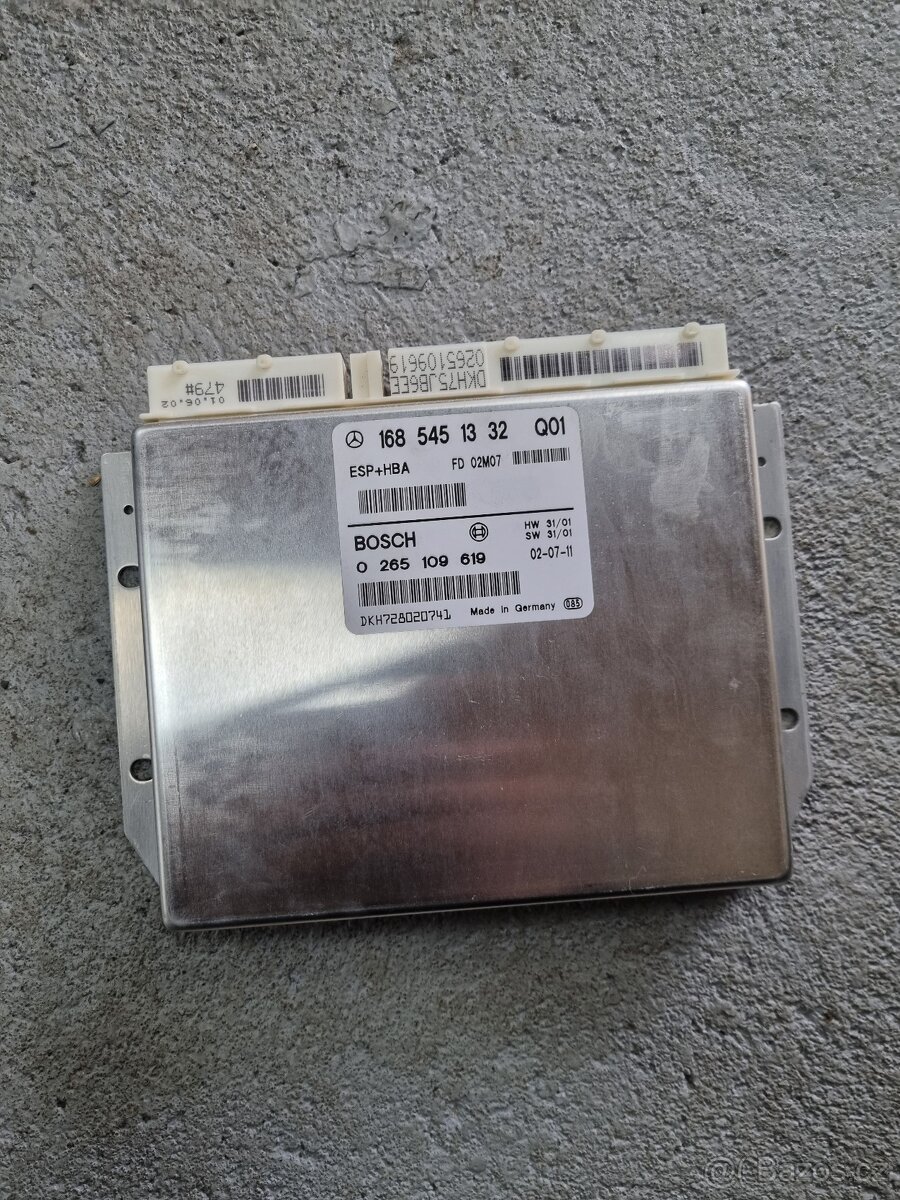 479#
01.06.02
0265109619
DKH75JB6EE
168 545 13 32 Q01
ESP+HBA FD 02M07
BOSCH HW 31/01
SW 31/01
0 265 109 619 02-07-11
DKH728020741 Made in Germany 085
Bazos.cz